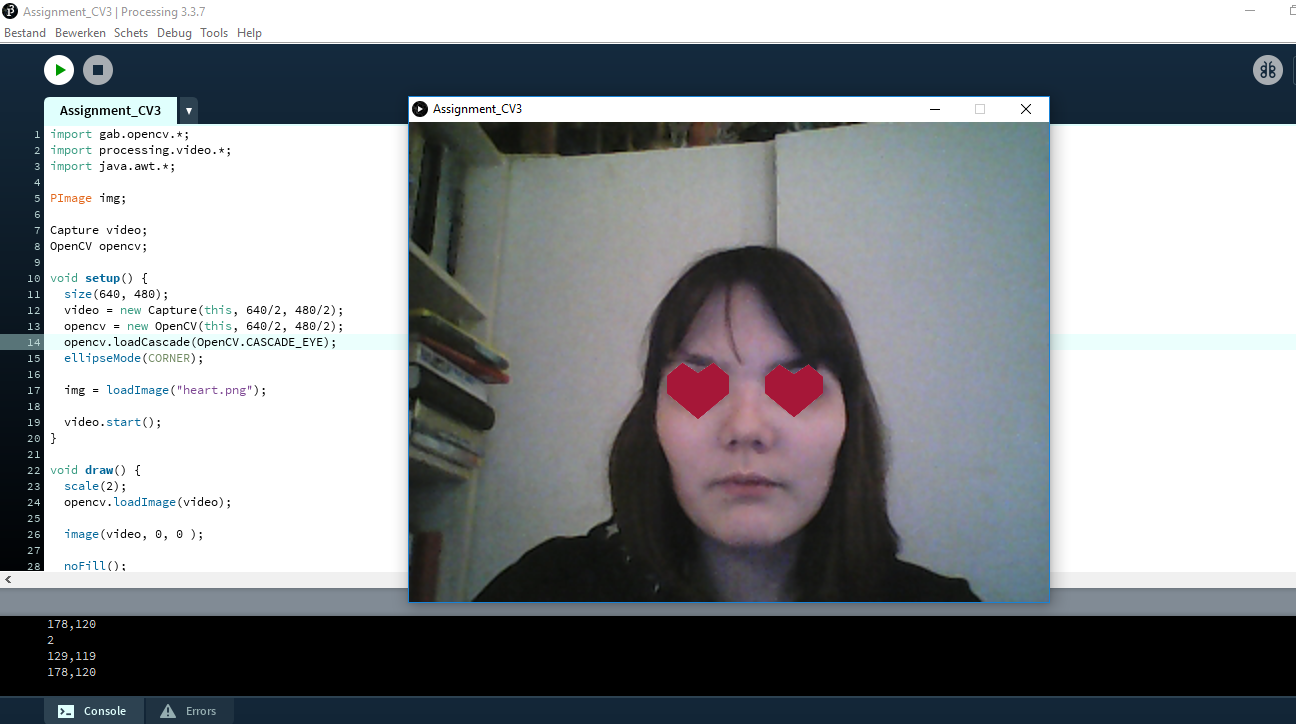 Assignment_CV3 | Processing 3.3.7
Bestand Bewerken Schets Debug Tools Help
Assignment_CV3
1 import gab.opencv.*;
2 import processing.video.*;
3 import java.awt.*;
4
5 PImage img;
6
7 Capture video;
8 OpenCV opencv;
9
10 void setup() {
11 size(640, 480);
12 video = new Capture(this, 640/2, 480/2);
13 opencv = new OpenCV(this, 640/2, 480/2);
14 opencv.loadCascade(OpenCV.CASCADE_EYE);
15 ellipseMode(CORNER);
16
17 img = loadImage("heart.png");
18
19 video.start();
20 }
21
22 void draw() {
23 scale(2);
24 opencv.loadImage(video);
25
26 image(video, 0, 0 );
27
28 noFill();
Assignment_CV3
178,120
2
129,119
178,120
Console Errors